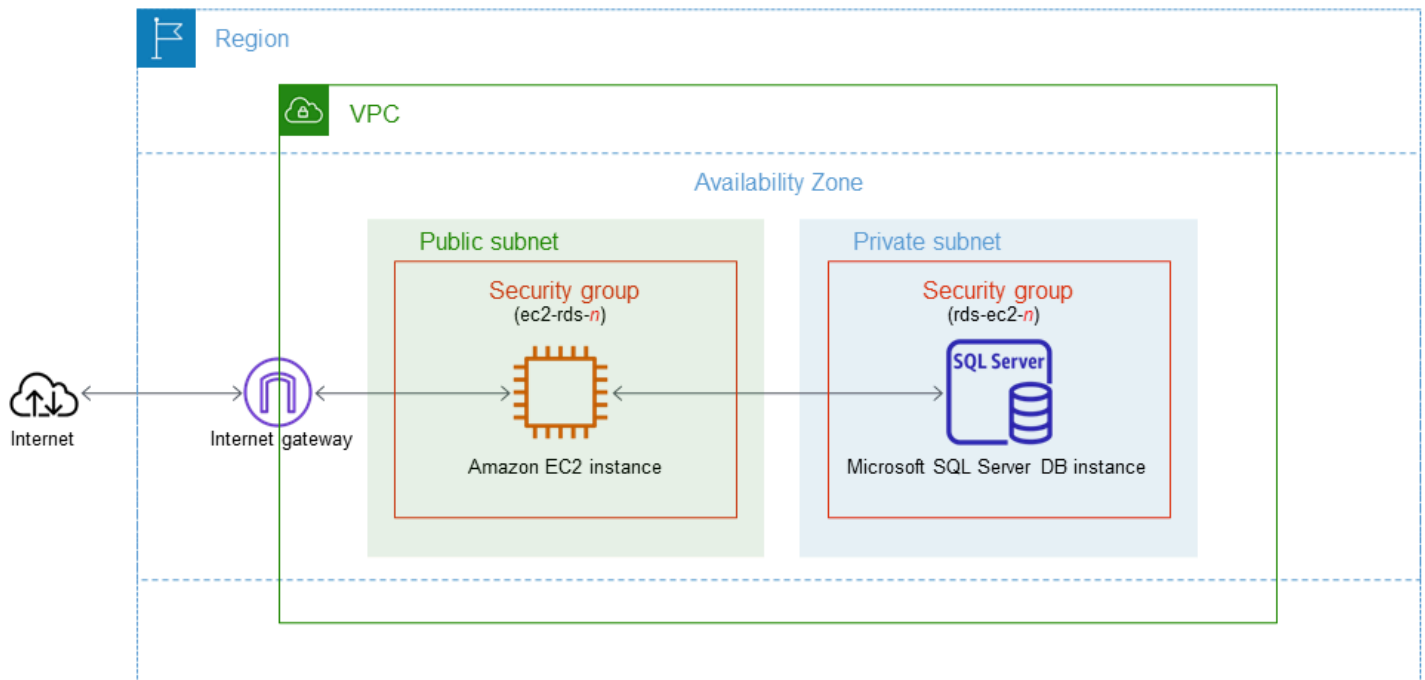 Region
VPC
Availability Zone
Public subnet
Private subnet
Security group
(ec2-rds-n)
Security group
(rds-ec2-n)
SQL Server
Internet
Internet gateway
Amazon EC2 instance
Microsoft SQL Server DB instance